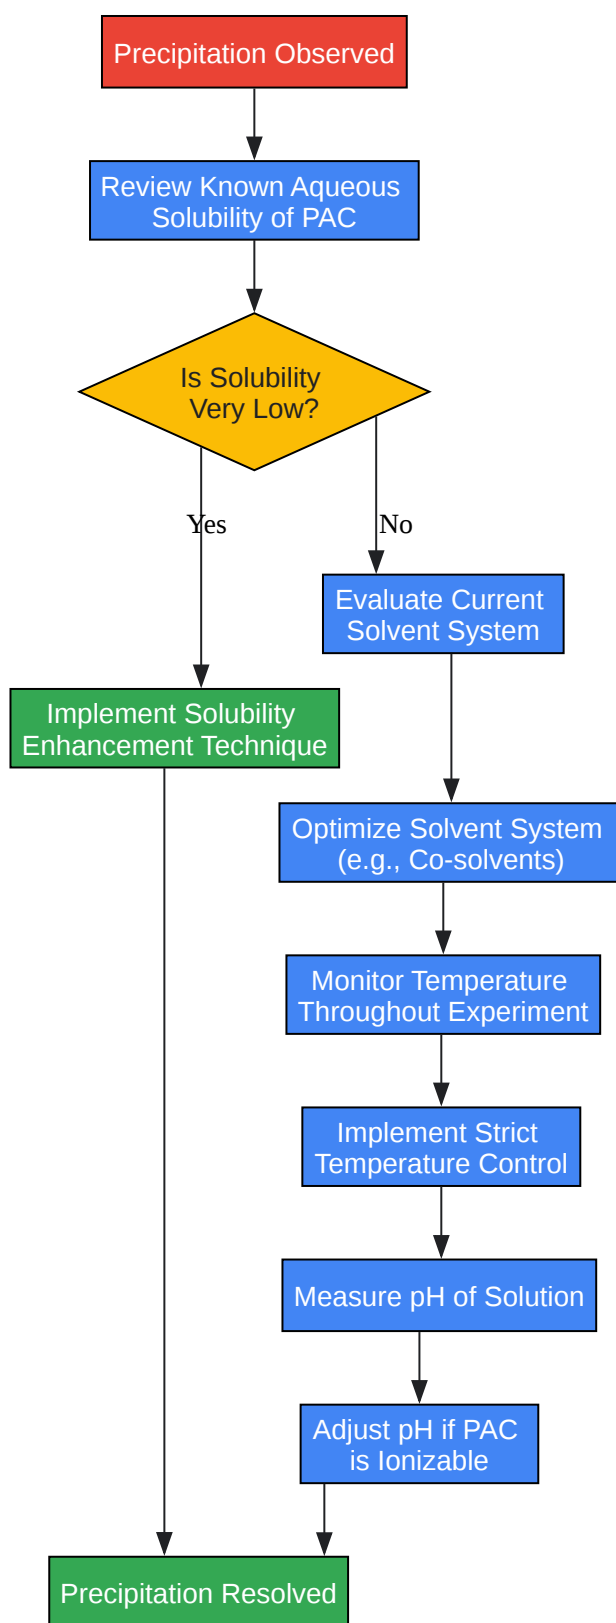 Precipitation Observed
Review Known Aqueous
Solubility of PAC
Is Solubility
Very Low?
Yes
No
Evaluate Current
Solvent System
Implement Solubility
Enhancement Technique
Optimize Solvent System
(e.g., Co-solvents)
Monitor Temperature
Throughout Experiment
Implement Strict
Temperature Control
Measure pH of Solution
Adjust pH if PAC
is Ionizable
Precipitation Resolved